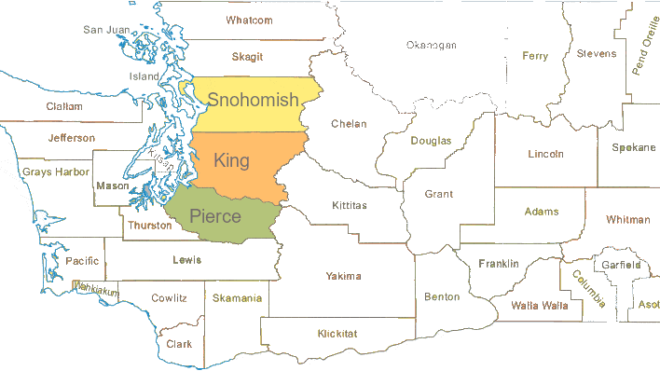 Whatcom
San Juan
Okanogan
Pend Oreille
Skagit
Ferry
Stevens
Island
Snohomish
Clallam
Chelan
Jefferson
Douglas
Spokane
Lincoln
King
Kitsap
Grays Harbor
Mason
Grant
Kittitas
Adams
Pierce
Whitman
Thurston
Pacific
Lewis
Yakima
Franklin
Garfield
Wahkiakum
Cowlitz
Skamania
Benton
Columbia
Walla Walla
Asot
Klickitat
Clark